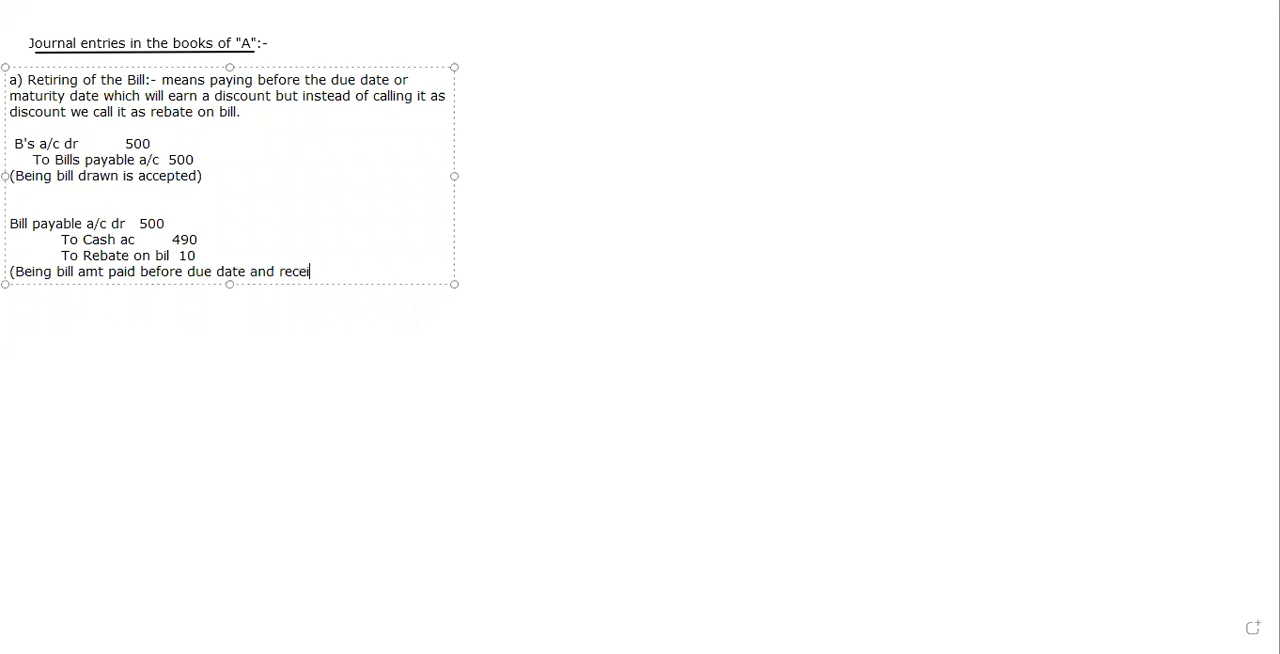 Journal entries in the books of "A":-
a) Retiring of the Bill:- means paying before the due date or
maturity date which will earn a discount but instead of calling it as
discount we call it as rebate on bill.
B's a/c dr 500
To Bills payable a/c 500
(Being bill drawn is accepted)
Bill payable a/c dr 500
To Cash ac 490
To Rebate on bil 10
(Being bill amt paid before due date and recei